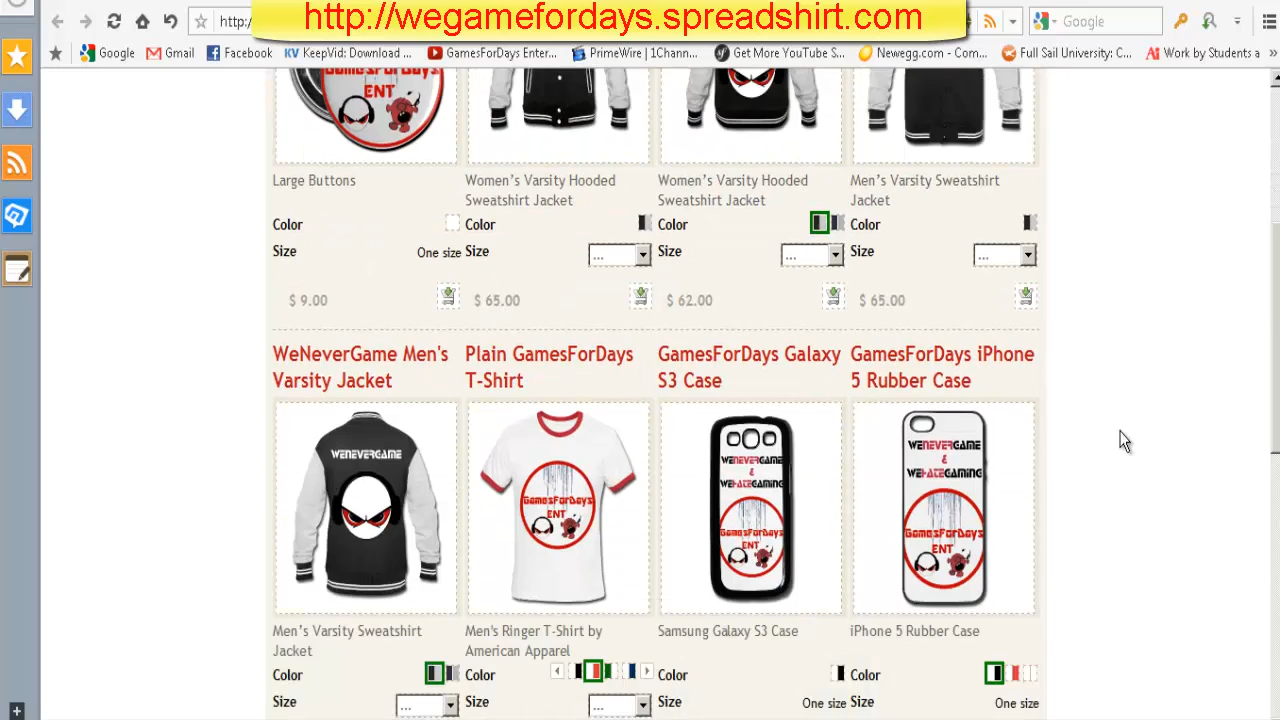 http://wegamefordays.spreadshirt.com
http:/
Google
Google
Gmail
Facebook
KeepVid: Download ...
GamesForDays Enter...
PrimeWire | 1Chann...
Get More YouTube S...
Newegg.com - Com...
Full Sail University: C...
Work by Students a
GamesForDays
ENT
Large Buttons
Women's Varsity Hooded
Sweatshirt Jacket
Women's Varsity Hooded
Sweatshirt Jacket
Men's Varsity Sweatshirt
Jacket
Color
Color
Color
Color
Size
One size
Size
...
Size
...
Size
...
$ 9.00
$ 65.00
$ 62.00
$ 65.00
WeNeverGame Men's
Varsity Jacket
Plain GamesForDays
T-Shirt
GamesForDays Galaxy
S3 Case
GamesForDays iPhone
5 Rubber Case
WENEVERGAME
GamesForDays
ENT
WENEVERGAME
&
WEHATEGAMING
GamesForDays
ENT
WENEVERGAME
&
WEHATEGAMING
GamesForDays
ENT
Men's Varsity Sweatshirt
Jacket
Men's Ringer T-Shirt by
American Apparel
Samsung Galaxy S3 Case
iPhone 5 Rubber Case
Color
Color
Color
Color
Size
...
Size
...
Size
One size
Size
One size